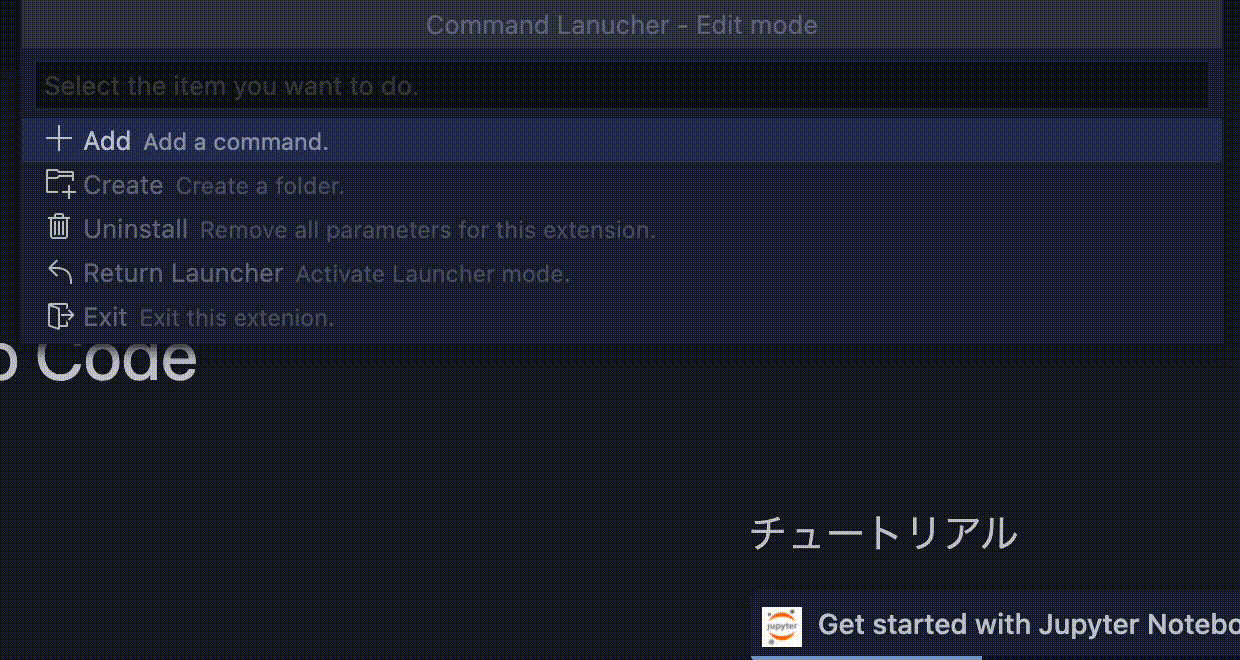 Command Lanucher - Edit mode
Select the item you want to do.
Add Add a command.
Create Create a folder.
Uninstall Remove all parameters for this extension.
Return Launcher Activate Launcher mode.
Exit Exit this extenion.
Code
チュートリアル
jupyter Get started with Jupyter